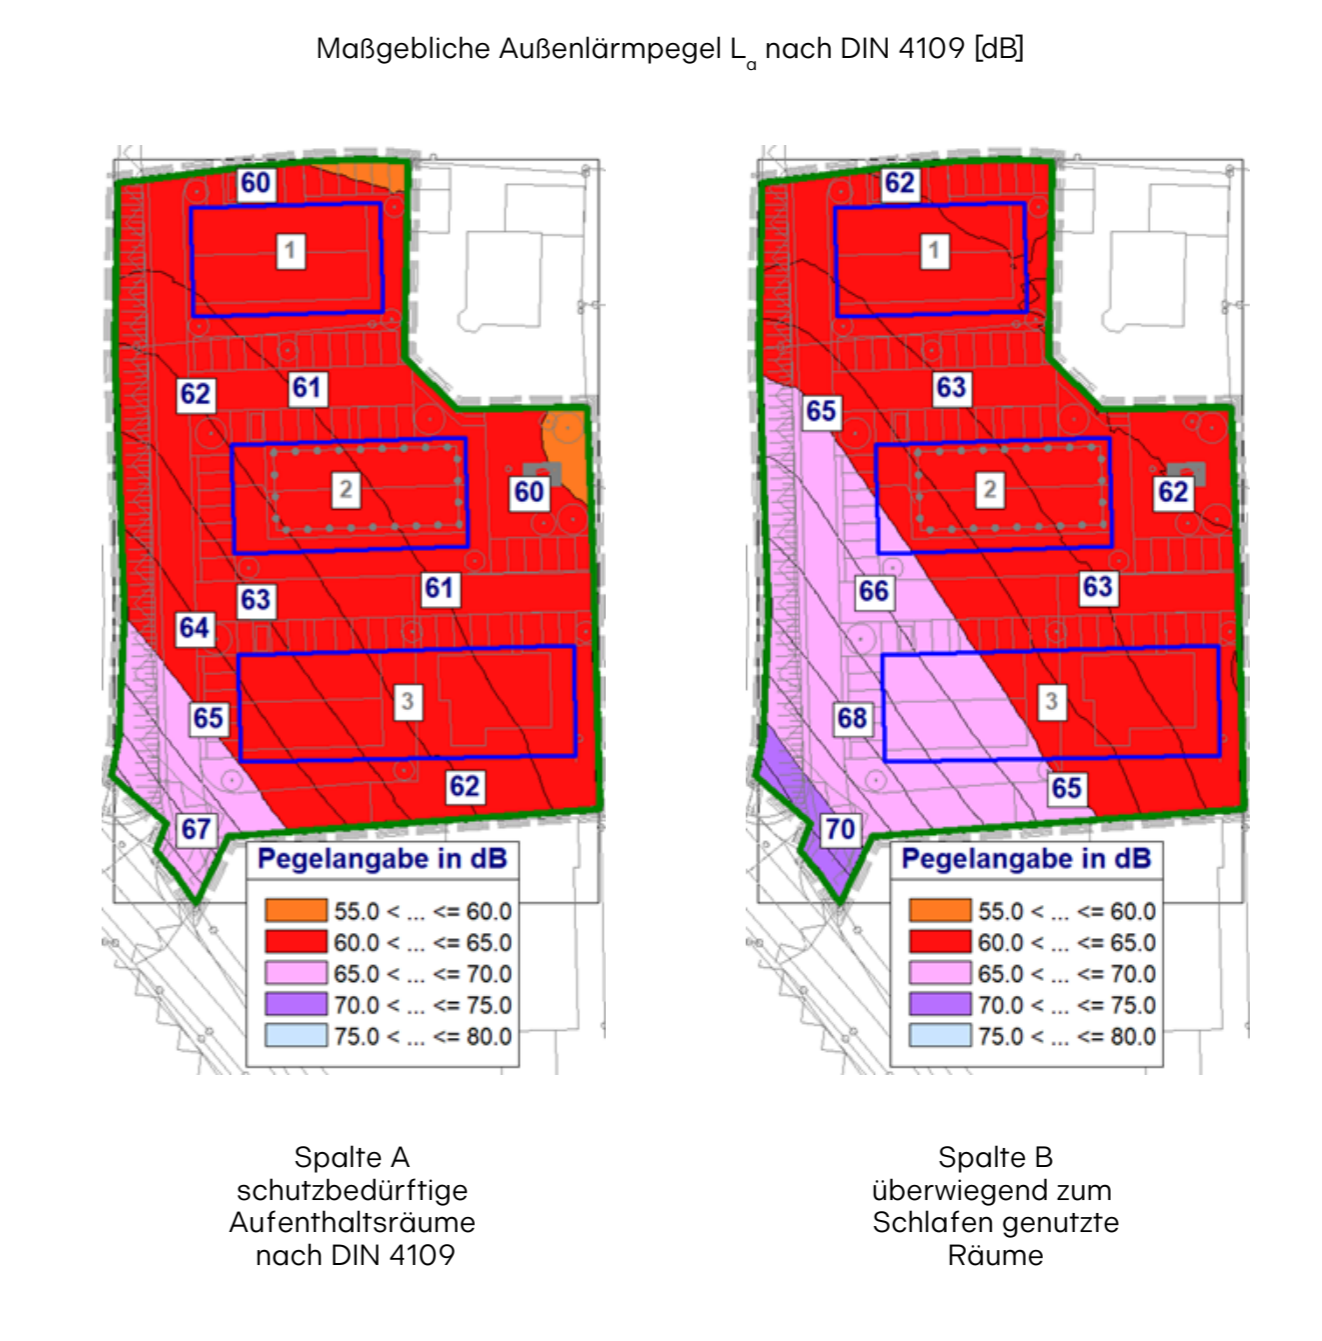 Maßgebliche Außenlärmpegel La nach DIN 4109 [dB]
60
1
62
61
2
60
63
61
64
65
3
62
67
Pegelangabe in dB
55.0 < ... <= 60.0
60.0 < ... <= 65.0
65.0 < ... <= 70.0
70.0 < ... <= 75.0
75.0 < ... <= 80.0
Spalte A
schutzbedürftige
Aufenthaltsräume
nach DIN 4109
62
1
63
65
2
62
66
63
68
3
65
70
Pegelangabe in dB
55.0 < ... <= 60.0
60.0 < ... <= 65.0
65.0 < ... <= 70.0
70.0 < ... <= 75.0
75.0 < ... <= 80.0
Spalte B
überwiegend zum
Schlafen genutzte
Räume